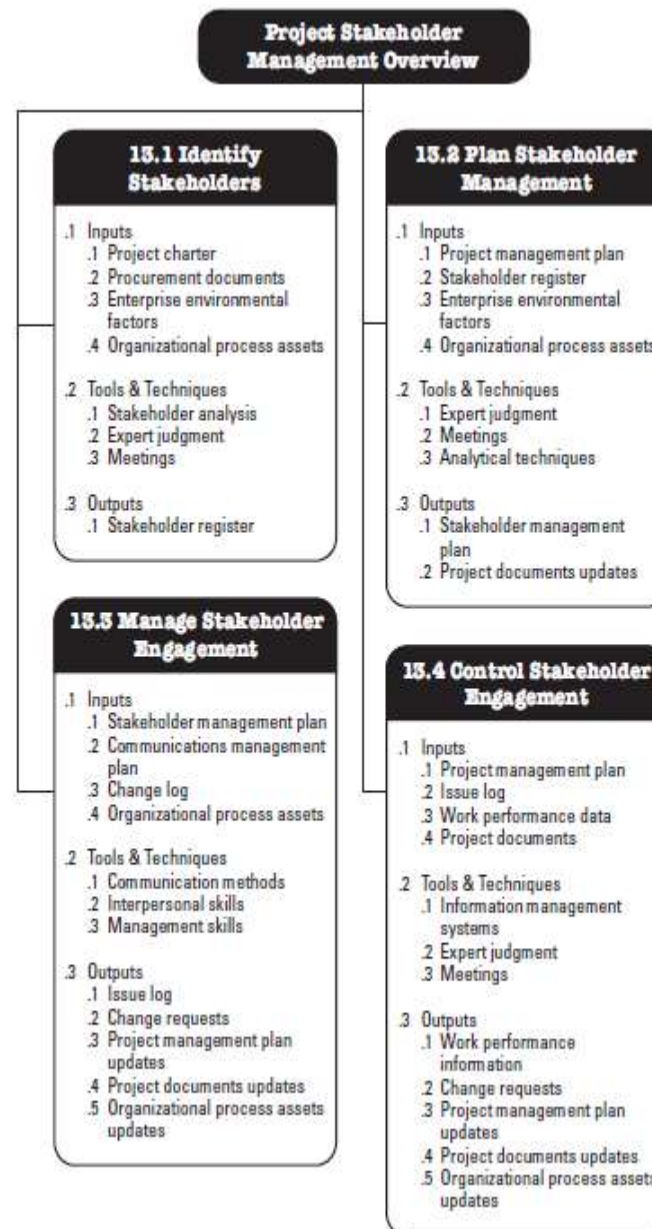 Project Stakeholder
Management Overview
13.1 Identify
Stakeholders
.1 Inputs
.1 Project charter
.2 Procurement documents
.3 Enterprise environmental
factors
.4 Organizational process assets
.2 Tools & Techniques
.1 Stakeholder analysis
.2 Expert judgment
.3 Meetings
.3 Outputs
.1 Stakeholder register
13.2 Plan Stakeholder
Management
.1 Inputs
.1 Project management plan
.2 Stakeholder register
.3 Enterprise environmental
factors
.4 Organizational process assets
.2 Tools & Techniques
.1 Expert judgment
.2 Meetings
.3 Analytical techniques
.3 Outputs
.1 Stakeholder management
plan
.2 Project documents updates
13.3 Manage Stakeholder
Engagement
.1 Inputs
.1 Stakeholder management plan
.2 Communications management
plan
.3 Change log
.4 Organizational process assets
.2 Tools & Techniques
.1 Communication methods
.2 Interpersonal skills
.3 Management skills
.3 Outputs
.1 Issue log
.2 Change requests
.3 Project management plan
updates
.4 Project documents updates
.5 Organizational process assets
updates
13.4 Control Stakeholder
Engagement
.1 Inputs
.1 Project management plan
.2 Issue log
.3 Work performance data
.4 Project documents
.2 Tools & Techniques
.1 Information management
systems
.2 Expert judgment
.3 Meetings
.3 Outputs
.1 Work performance
information
.2 Change requests
.3 Project management plan
updates
.4 Project documents updates
.5 Organizational process assets
updates